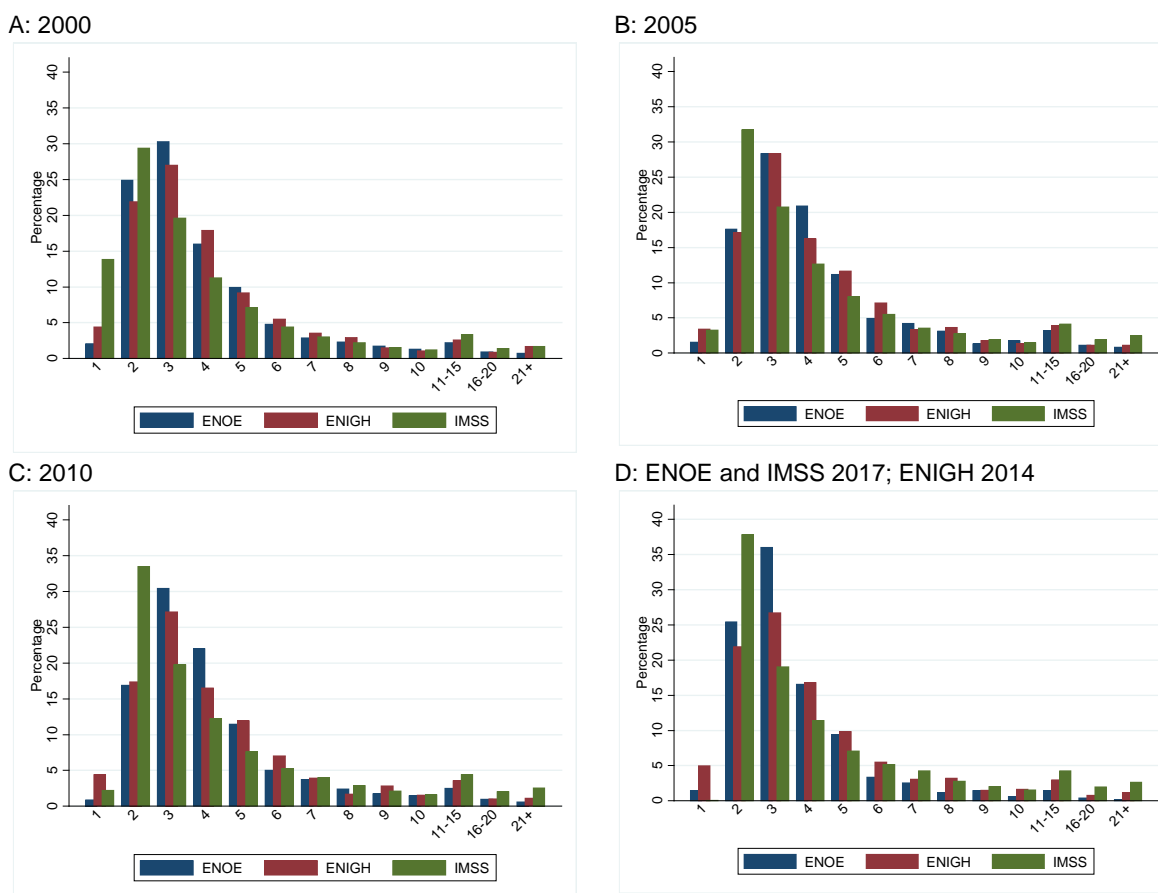 A: 2000
Percentage
0 5 10 15 20 25 30 35 40
1 2 3 4 5 6 7 8 9 10 11-15 16-20 21+
ENOE ENIGH IMSS
B: 2005
Percentage
0 5 10 15 20 25 30 35 40
1 2 3 4 5 6 7 8 9 10 11-15 16-20 21+
ENOE ENIGH IMSS
C: 2010
Percentage
0 5 10 15 20 25 30 35 40
1 2 3 4 5 6 7 8 9 10 11-15 16-20 21+
ENOE ENIGH IMSS
D: ENOE and IMSS 2017; ENIGH 2014
Percentage
0 5 10 15 20 25 30 35 40
1 2 3 4 5 6 7 8 9 10 11-15 16-20 21+
ENOE ENIGH IMSS